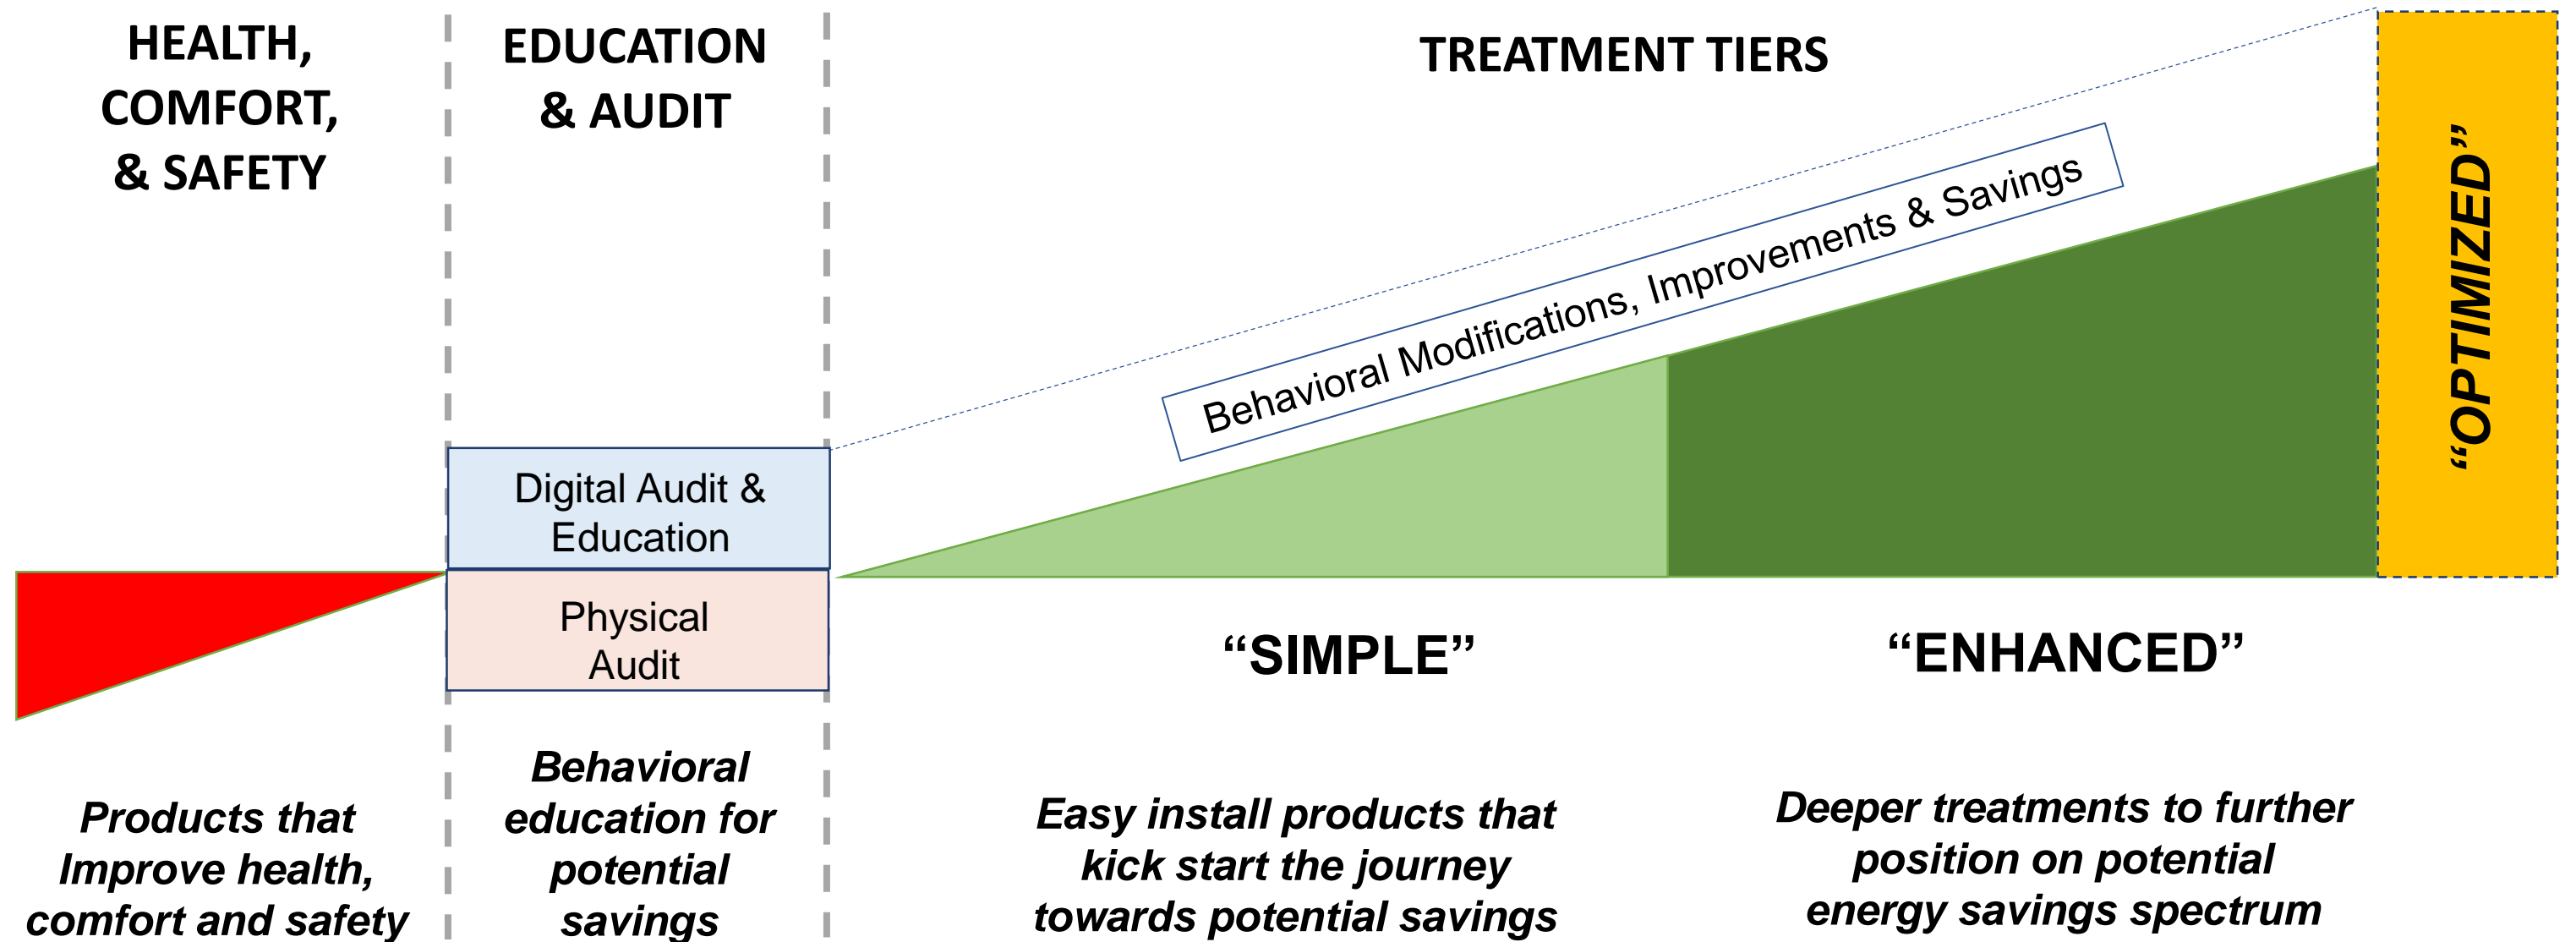 HEALTH,
COMFORT,
& SAFETY
EDUCATION
& AUDIT
TREATMENT TIERS
Behavioral Modifications, Improvements & Savings
“OPTIMIZED”
Digital Audit &
Education
Physical
Audit
“SIMPLE”
“ENHANCED”
Products that
Improve health,
comfort and safety
Behavioral
education for
potential
savings
Easy install products that
kick start the journey
towards potential savings
Deeper treatments to further
position on potential
energy savings spectrum